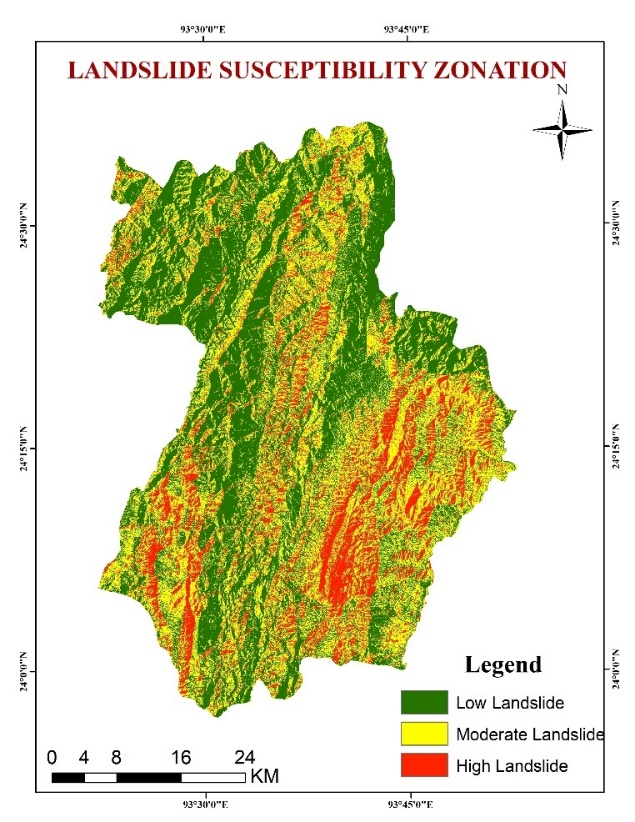 93°30'0"E 93°45'0"E
LANDSLIDE SUSCEPTIBILITY ZONATION
N
24°30'0"N 24°30'0"N
24°15'0"N 24°15'0"N
24°0'0"N 24°0'0"N
Legend
Low Landslide
Moderate Landslide
High Landslide
0 4 8 16 24
KM
93°30'0"E 93°45'0"E